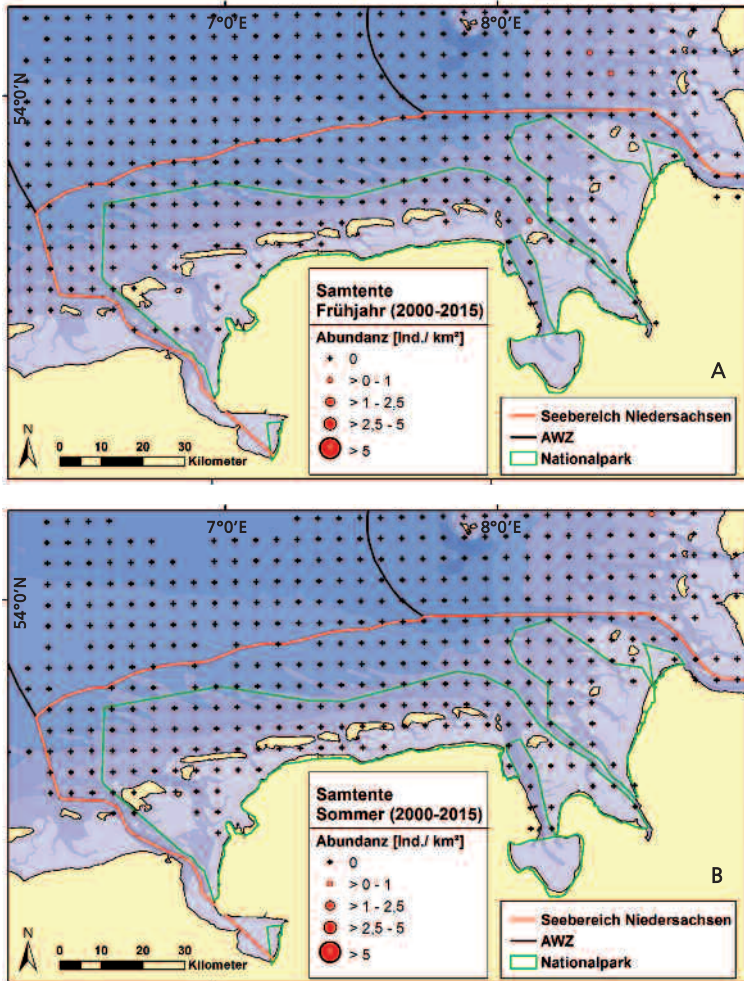 7°0'E 8°0'E
54°0'N
Samtente
Frühjahr (2000-2015)
Abundanz [Ind./ km²]
0
> 0 - 1
> 1 - 2,5
> 2,5 - 5
> 5
A
Seebereich Niedersachsen
AWZ
Nationalpark
N
0 10 20 30
Kilometer
7°0'E 8°0'E
54°0'N
Samtente
Sommer (2000-2015)
Abundanz [Ind./ km²]
0
> 0 - 1
> 1 - 2,5
> 2,5 - 5
> 5
B
Seebereich Niedersachsen
AWZ
Nationalpark
N
0 10 20 30
Kilometer